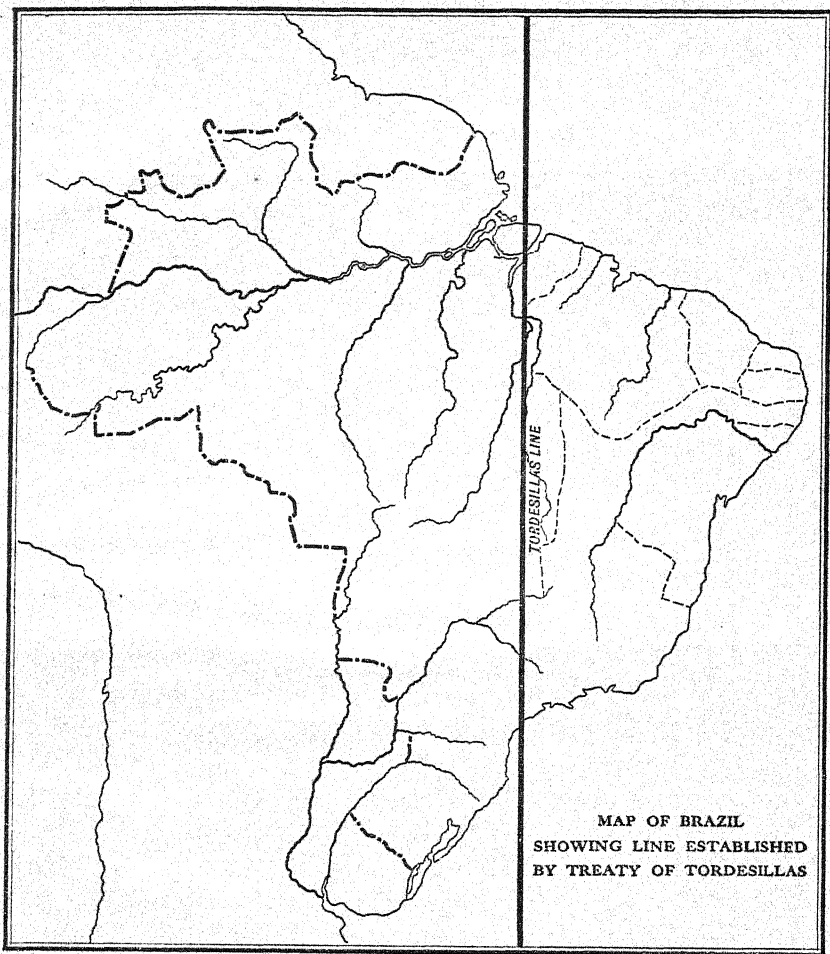 TORDESILLAS LINE
MAP OF BRAZIL
SHOWING LINE ESTABLISHED
BY TREATY OF TORDESILLAS